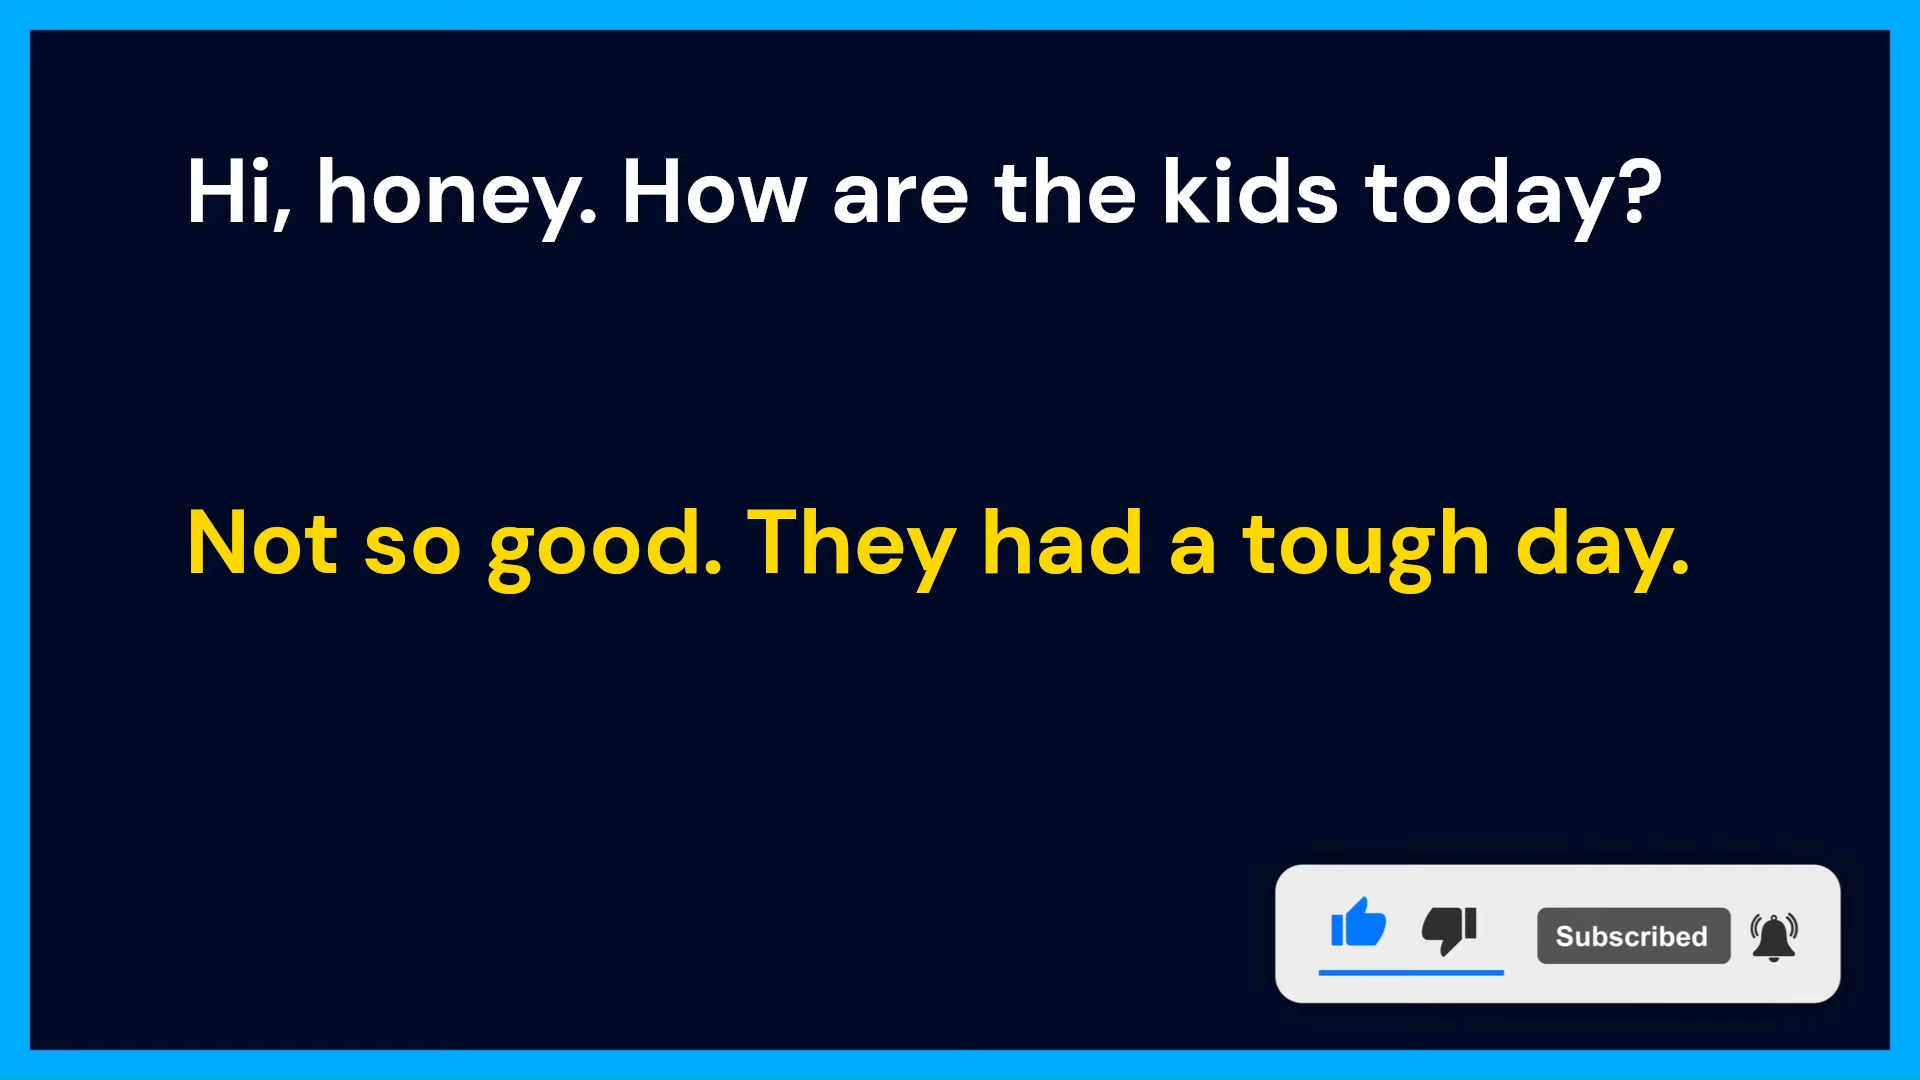 Hi, honey. How are the kids today?
Not so good. They had a tough day.
Subscribed